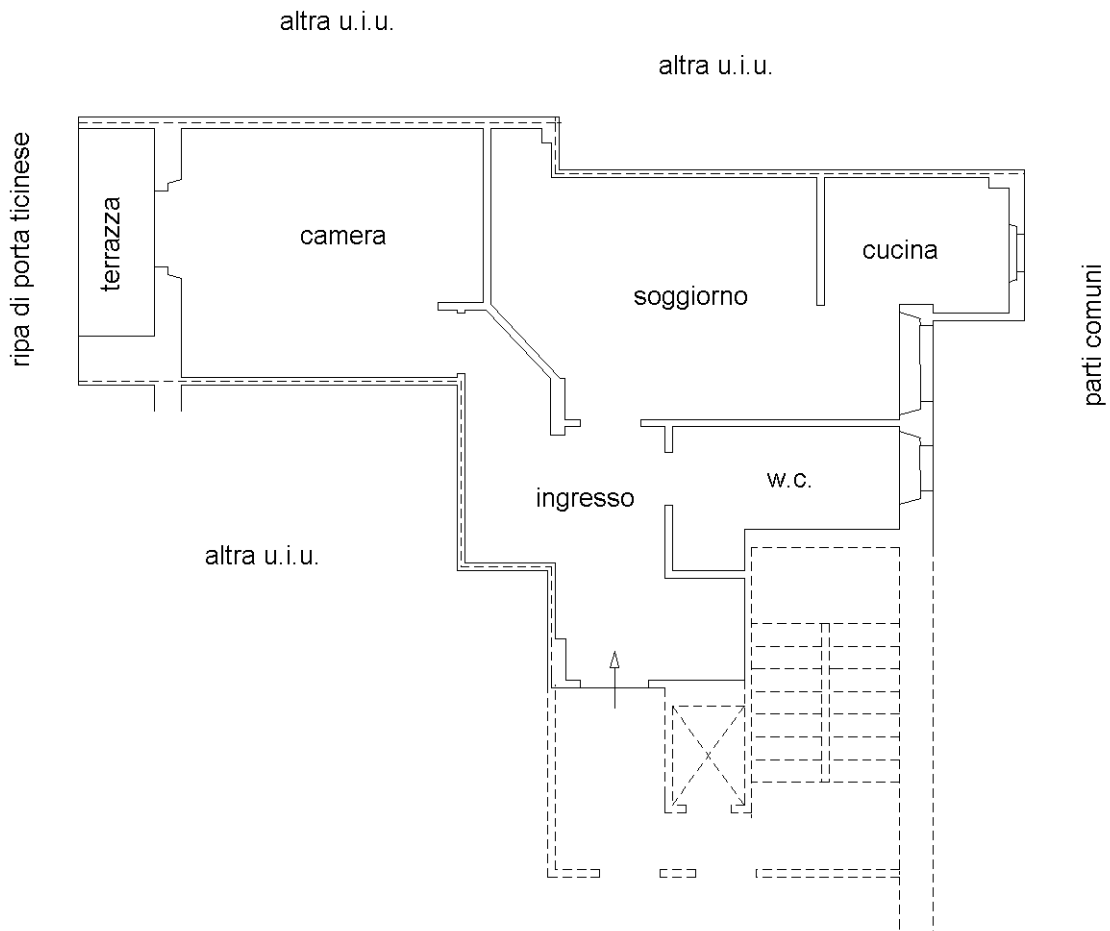 altra u.i.u.
altra u.i.u.
ripa di porta ticinese
terrazza
camera
cucina
soggiorno
parti comuni
w.c.
ingresso
altra u.i.u.